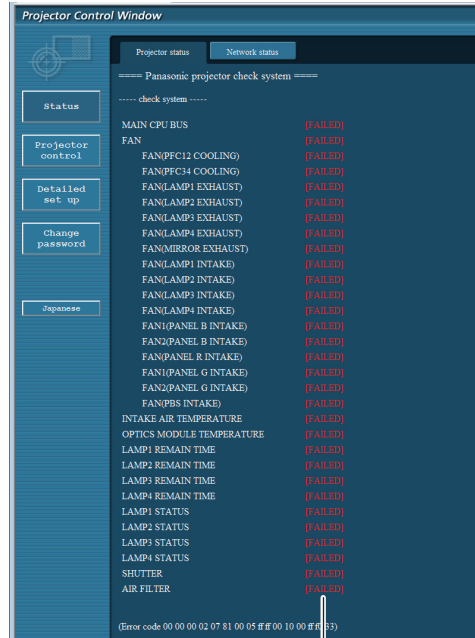 Projector Control Window
Projector status
Network status
==== Panasonic projector check system ====
----- check system -----
Status
MAIN CPU BUS [FAILED]
FAN [FAILED]
Projector control
FAN(PFC12 COOLING) [FAILED]
FAN(PFC34 COOLING) [FAILED]
Detailed set up
FAN(LAMP1 EXHAUST) [FAILED]
FAN(LAMP2 EXHAUST) [FAILED]
FAN(LAMP3 EXHAUST) [FAILED]
Change password
FAN(LAMP4 EXHAUST) [FAILED]
FAN(MIRROR EXHAUST) [FAILED]
FAN(LAMP1 INTAKE) [FAILED]
FAN(LAMP2 INTAKE) [FAILED]
FAN(LAMP3 INTAKE) [FAILED]
Japanese
FAN(LAMP4 INTAKE) [FAILED]
FAN1(PANEL B INTAKE) [FAILED]
FAN2(PANEL B INTAKE) [FAILED]
FAN(PANEL R INTAKE) [FAILED]
FAN1(PANEL G INTAKE) [FAILED]
FAN2(PANEL G INTAKE) [FAILED]
FAN(PBS INTAKE) [FAILED]
INTAKE AIR TEMPERATURE [FAILED]
OPTICS MODULE TEMPERATURE [FAILED]
LAMP1 REMAIN TIME [FAILED]
LAMP2 REMAIN TIME [FAILED]
LAMP3 REMAIN TIME [FAILED]
LAMP4 REMAIN TIME [FAILED]
LAMP1 STATUS [FAILED]
LAMP2 STATUS [FAILED]
LAMP3 STATUS [FAILED]
LAMP4 STATUS [FAILED]
SHUTTER [FAILED]
AIR FILTER [FAILED]
(Error code 00 00 00 02 07 81 00 05 ff ff 00 10 00 ff 33)